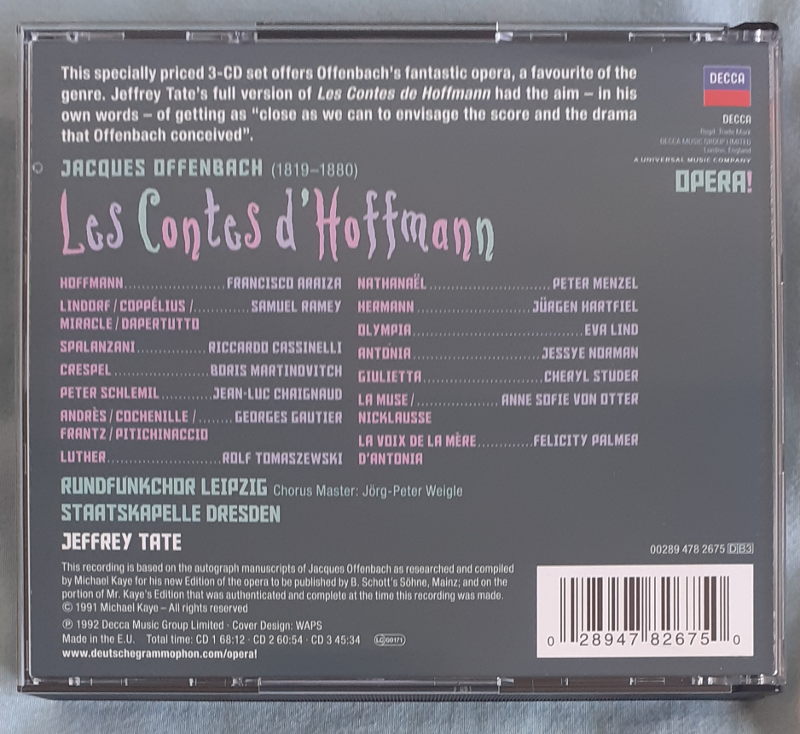 This specially priced 3-CD set offers Offenbach's fantastic opera, a favourite of the
genre. Jeffrey Tate's full version of Les Contes de Hoffmann had the aim – in his
own words – of getting as "close as we can to envisage the score and the drama
that Offenbach conceived".
DECCA
DECCA
Regd. Trade Mark
DECCA MUSIC GROUP LIMITED
London, England
A UNIVERSAL MUSIC COMPANY
OPERA!
JACQUES OFFENBACH (1819–1880)
Les Contes d'Hoffmann
HOFFMANN FRANCISCO ARAIZA
LINDORF / COPPÉLIUS / SAMUEL RAMEY
MIRACLE / DAPERTUTTO
SPALANZANI RICCARDO CASSINELLI
CRESPEL BORIS MARTINOVITCH
PETER SCHLEMIL JEAN-LUC CHAIGNAUD
ANDRÈS / COCHENILLE / GEORGES GAUTIER
FRANTZ / PITICHINACCIO
LUTHER ROLF TOMASZEWSKI
NATHANAËL PETER MENZEL
HERMANN JÜRGEN HARTFIEL
OLYMPIA EVA LIND
ANTONIA JESSYE NORMAN
GIULIETTA CHERYL STUDER
LA MUSE / ANNE SOFIE VON OTTER
NICKLAUSSE
LA VOIX DE LA MÈRE FELICITY PALMER
D'ANTONIA
RUNDFUNKCHOR LEIPZIG Chorus Master: Jörg-Peter Weigle
STAATSKAPELLE DRESDEN
JEFFREY TATE
This recording is based on the autograph manuscripts of Jacques Offenbach as researched and compiled
by Michael Kaye for his new Edition of the opera to be published by B. Schott's Söhne, Mainz; and on the
portion of Mr. Kaye's Edition that was authenticated and complete at the time this recording was made.
© 1991 Michael Kaye – All rights reserved
℗ 1992 Decca Music Group Limited · Cover Design: WAPS
Made in the E.U. Total time: CD 1 68:12 · CD 2 60:54 · CD 3 45:34 LC 00171
www.deutschegrammophon.com/opera!
00289 478 2675 DB3
0 28947 82675 0